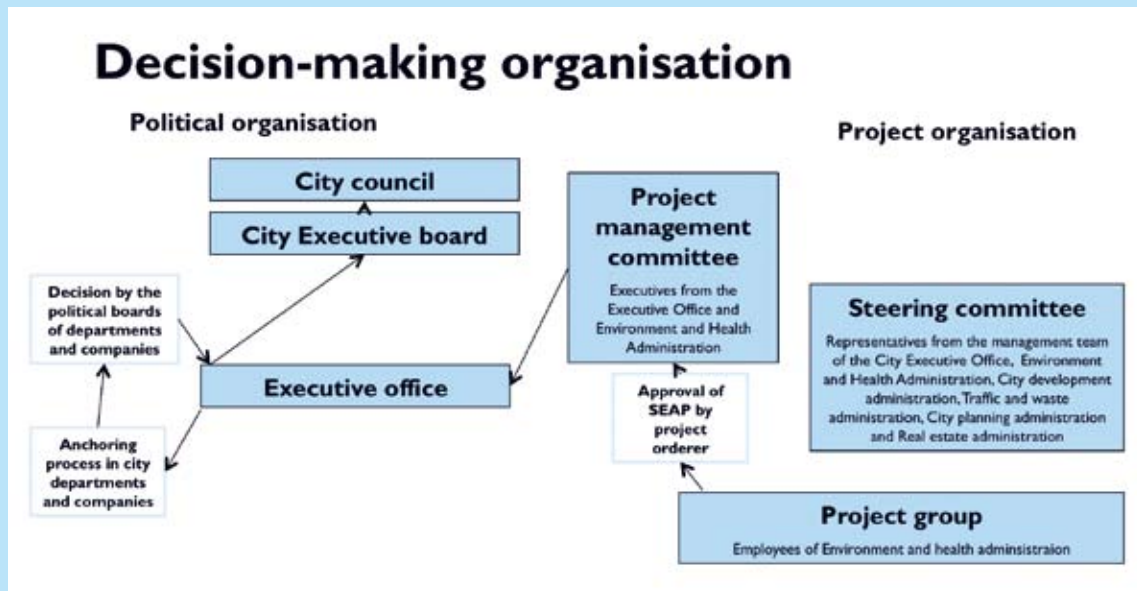 Decision-making organisation
Political organisation
Project organisation
City council
City Executive board
Decision by the
political boards
of departments
and companies
Executive office
Anchoring
process in city
departments
and companies
Project
management
committee
Executives from the
Executive Office and
Environment and Health
Administration
Approval of
SEAP by
project
orderer
Steering committee
Representatives from the management team
of the City Executive Office, Environment
and Health Administration, City development
administration, Traffic and waste
administration, City planning administration
and Real estate administration
Project group
Employees of Environment and health adminsistraion